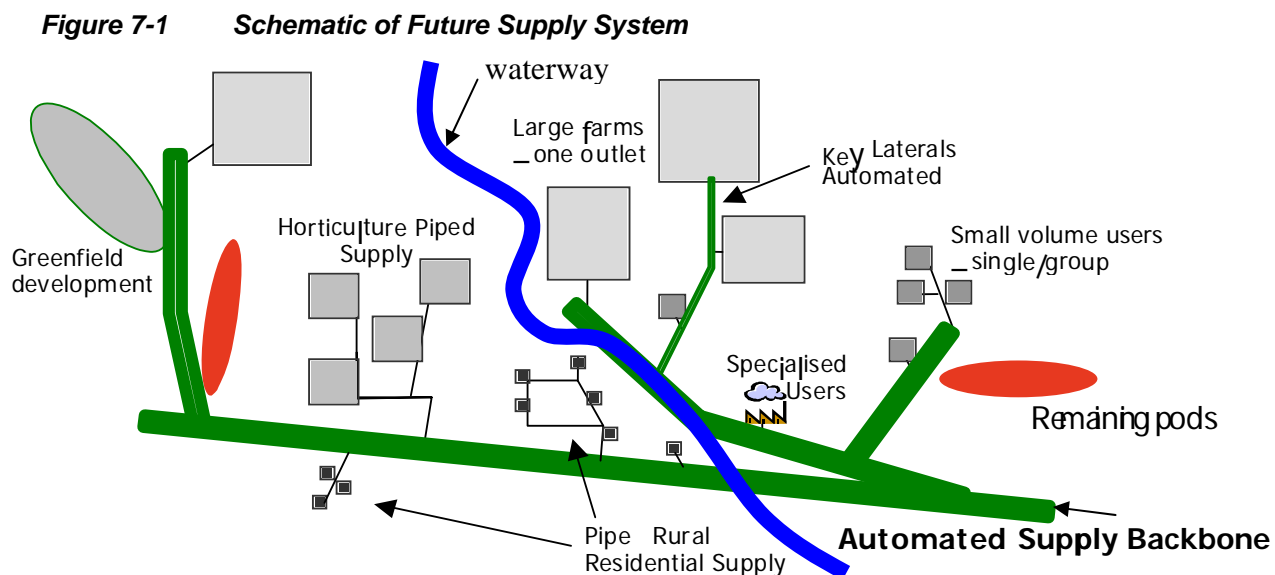 Figure 7-1 Schematic of Future Supply System
waterway
Large farms
– one outlet
Key Laterals
Automated
Horticulture Piped
Supply
Small volume users
– single/group
Greenfield
development
Specialised
Users
Remaining pods
Pipe Rural
Residential Supply
Automated Supply Backbone